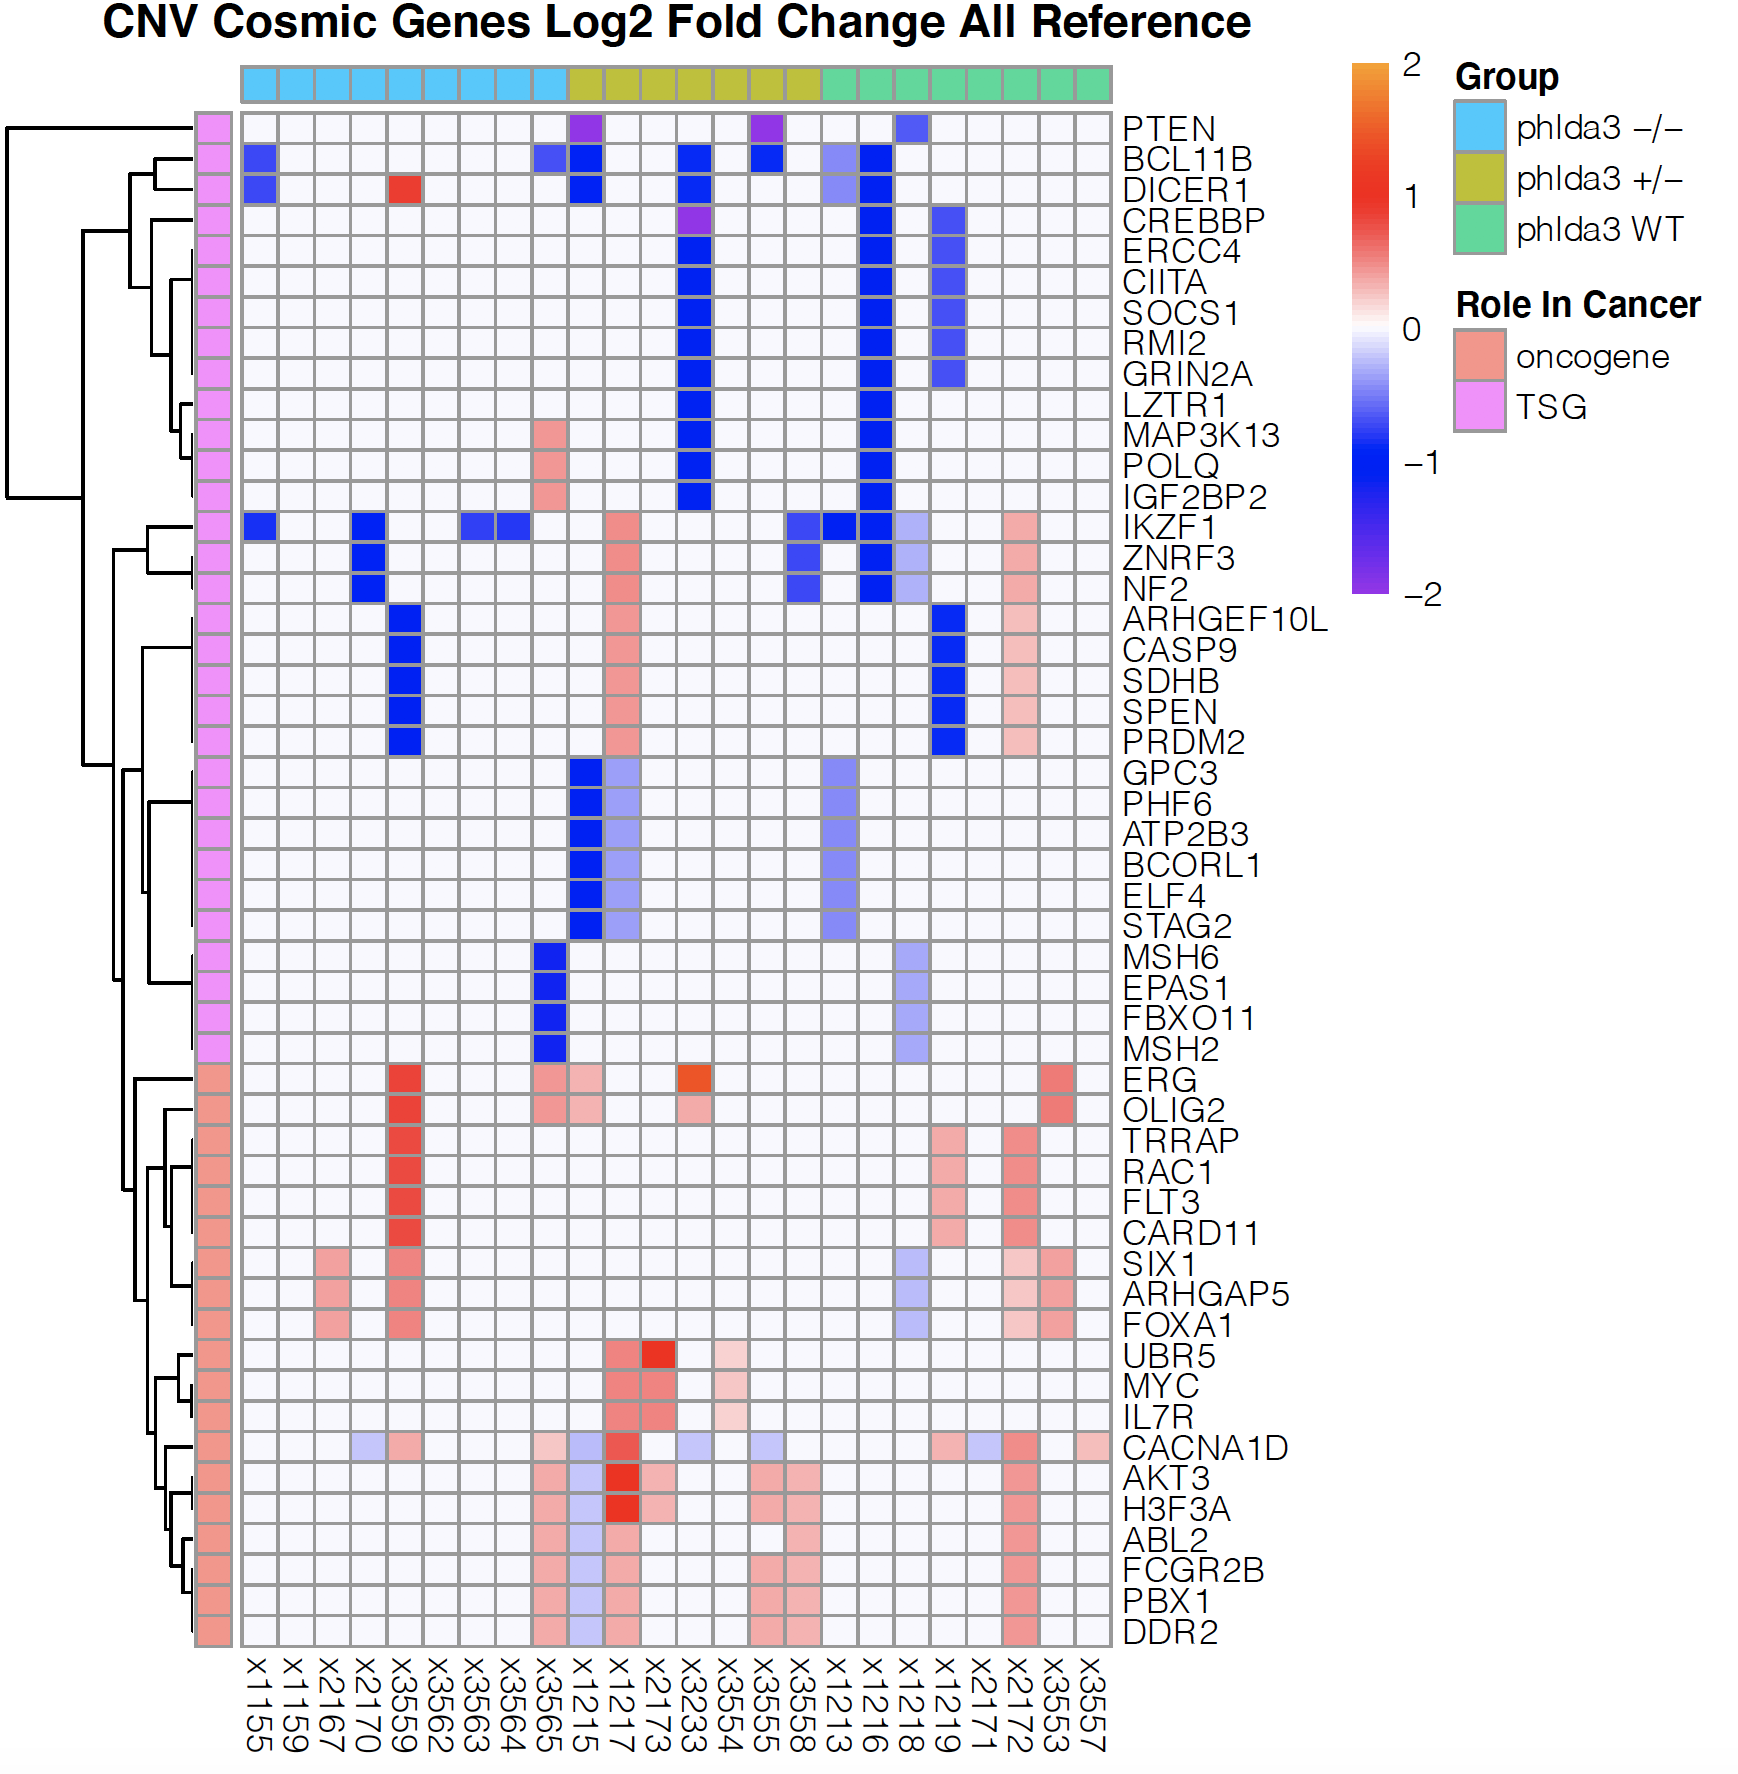 CNV Cosmic Genes Log2 Fold Change All Reference
PTEN
BCL11B
DICER1
CREBBP
ERCC4
CIITA
SOCS1
RMI2
GRIN2A
LZTR1
MAP3K13
POLQ
IGF2BP2
IKZF1
ZNRF3
NF2
ARHGEF10L
CASP9
SDHB
SPEN
PRDM2
GPC3
PHF6
ATP2B3
BCORL1
ELF4
STAG2
MSH6
EPAS1
FBXO11
MSH2
ERG
OLIG2
TRRAP
RAC1
FLT3
CARD11
SIX1
ARHGAP5
FOXA1
UBR5
MYC
IL7R
CACNA1D
AKT3
H3F3A
ABL2
FCGR2B
PBX1
DDR2
x1155
x1159
x2167
x2170
x3559
x3562
x3563
x3564
x3565
x1215
x1217
x2173
x3233
x3554
x3555
x3558
x1213
x1216
x1218
x1219
x2171
x2172
x3553
x3557
2
1
0
−1
−2
Group
phlda3 −/−
phlda3 +/−
phlda3 WT
Role In Cancer
oncogene
TSG